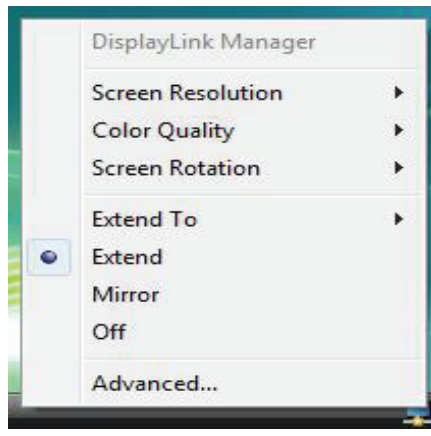 DisplayLink Manager
Screen Resolution
Color Quality
Screen Rotation
Extend To
Extend
Mirror
Off
Advanced...